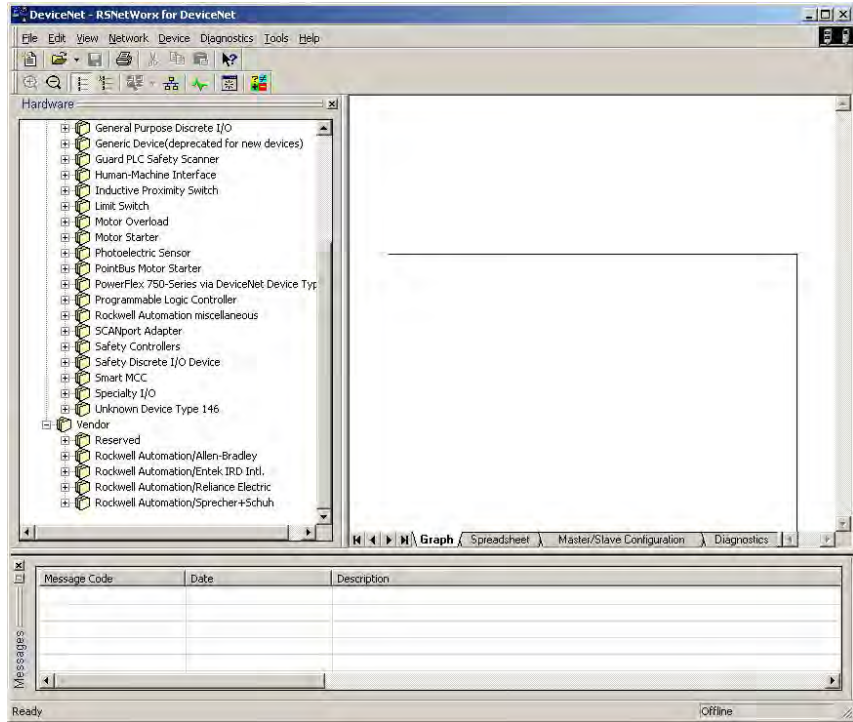 DeviceNet - RSNetWorx for DeviceNet
File Edit View Network Device Diagnostics Tools Help
Hardware
General Purpose Discrete I/O
Generic Device(deprecated for new devices)
Guard PLC Safety Scanner
Human-Machine Interface
Inductive Proximity Switch
Limit Switch
Motor Overload
Motor Starter
Photoelectric Sensor
PointBus Motor Starter
PowerFlex 750-Series via DeviceNet Device Typ
Programmable Logic Controller
Rockwell Automation miscellaneous
SCANport Adapter
Safety Controllers
Safety Discrete I/O Device
Smart MCC
Specialty I/O
Unknown Device Type 146
Vendor
Reserved
Rockwell Automation/Allen-Bradley
Rockwell Automation/Entek IRD Intl.
Rockwell Automation/Reliance Electric
Rockwell Automation/Sprecher+Schuh
Graph Spreadsheet Master/Slave Configuration Diagnostics
Messages
Message Code Date Description
Ready Offline